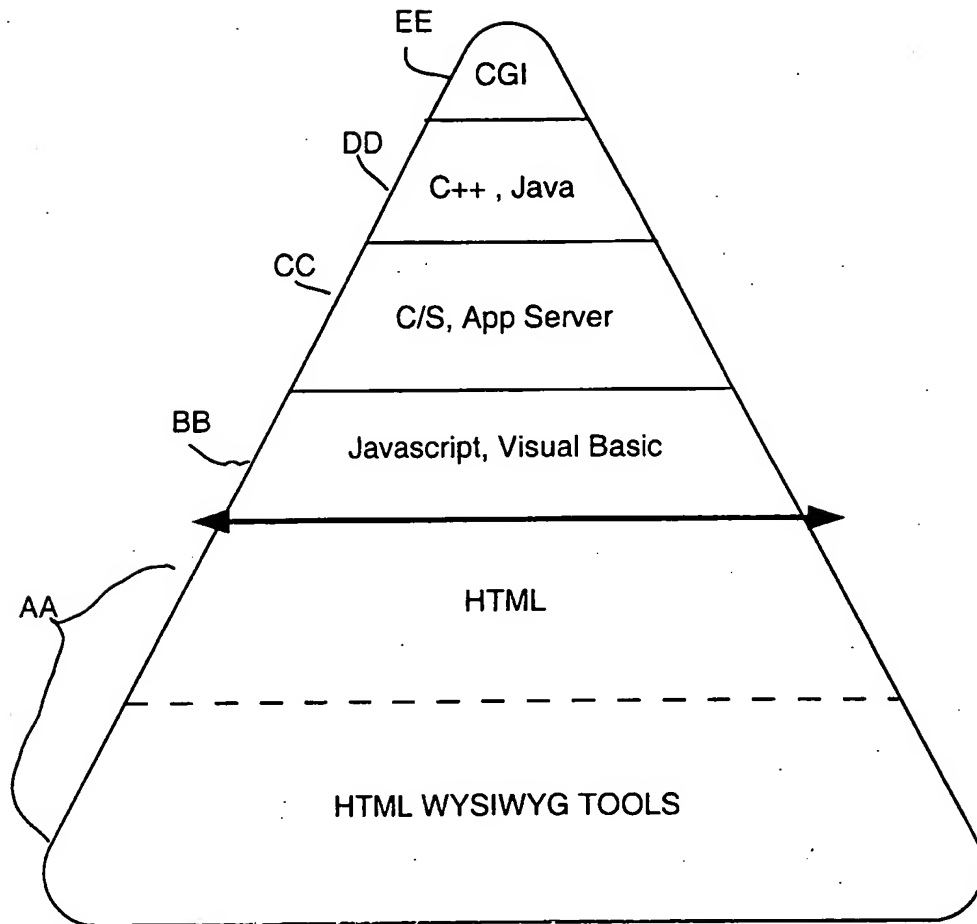 EE
CGI
DD
C++ , Java
CC
C/S, App Server
BB
Javascript, Visual Basic
AA
HTML
HTML WYSIWYG TOOLS